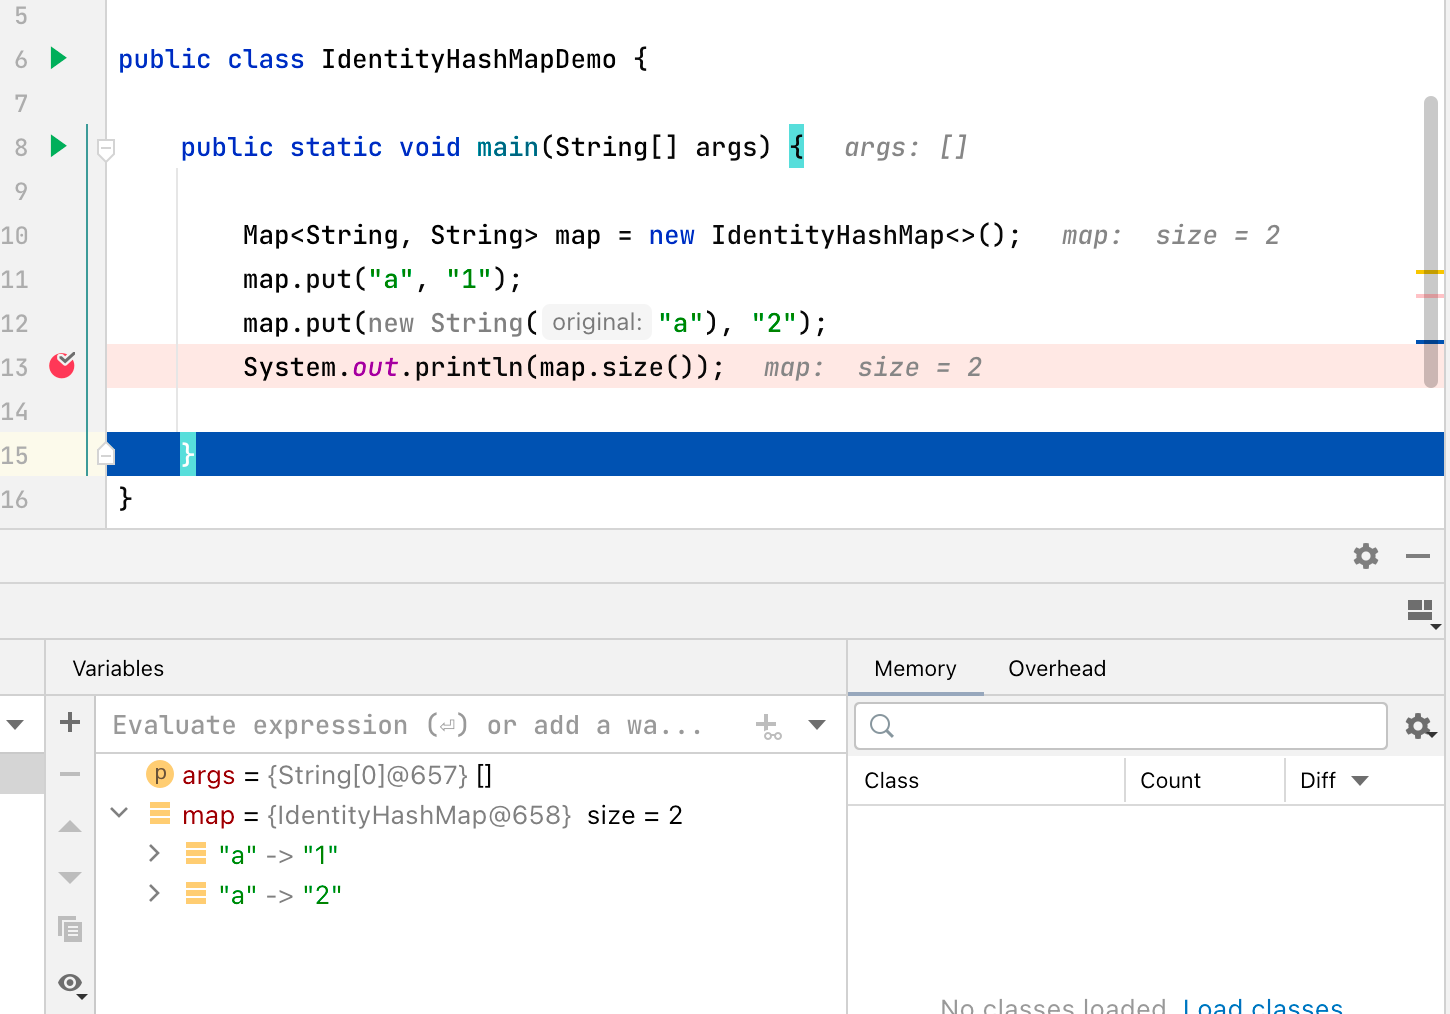 5
6 public class IdentityHashMapDemo {
7
8 public static void main(String[] args) { args: []
9
10 Map<String, String> map = new IdentityHashMap<>(); map: size = 2
11 map.put("a", "1");
12 map.put(new String( original: "a"), "2");
13 System.out.println(map.size()); map: size = 2
14
15 }
16 }
Variables
Memory Overhead
Evaluate expression (⏎) or add a wa...
p args = {String[0]@657} []
map = {IdentityHashMap@658} size = 2
"a" -> "1"
"a" -> "2"
Class Count Diff
No classes loaded. Load classes